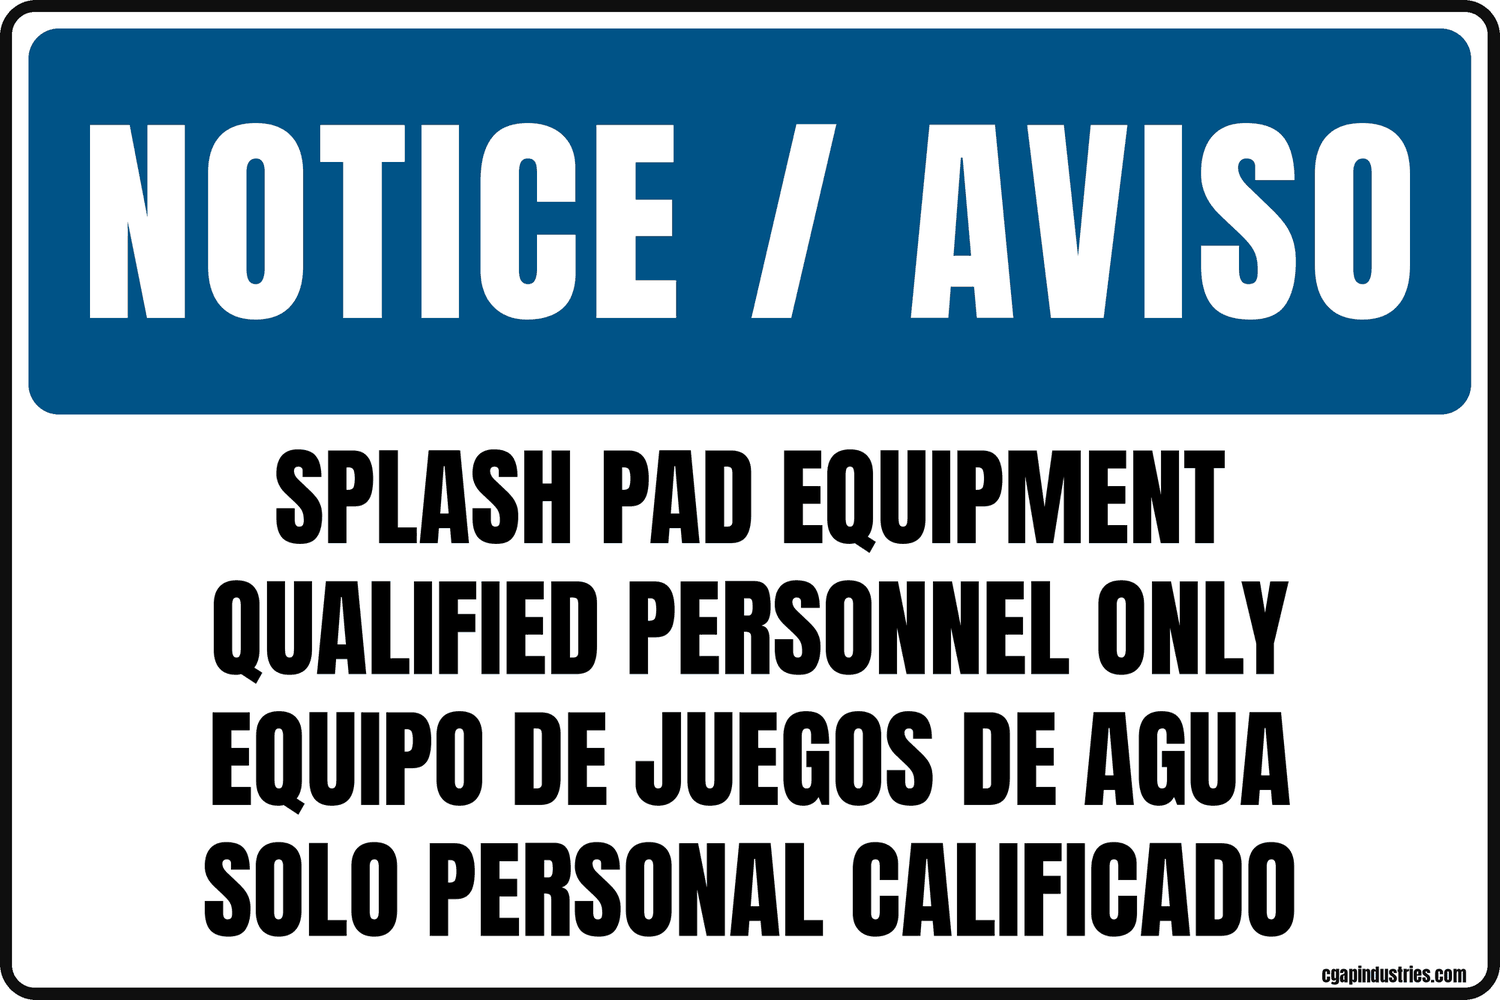 NOTICE / AVISO
SPLASH PAD EQUIPMENT
QUALIFIED PERSONNEL ONLY
EQUIPO DE JUEGOS DE AGUA
SOLO PERSONAL CALIFICADO
cgapindustries.com